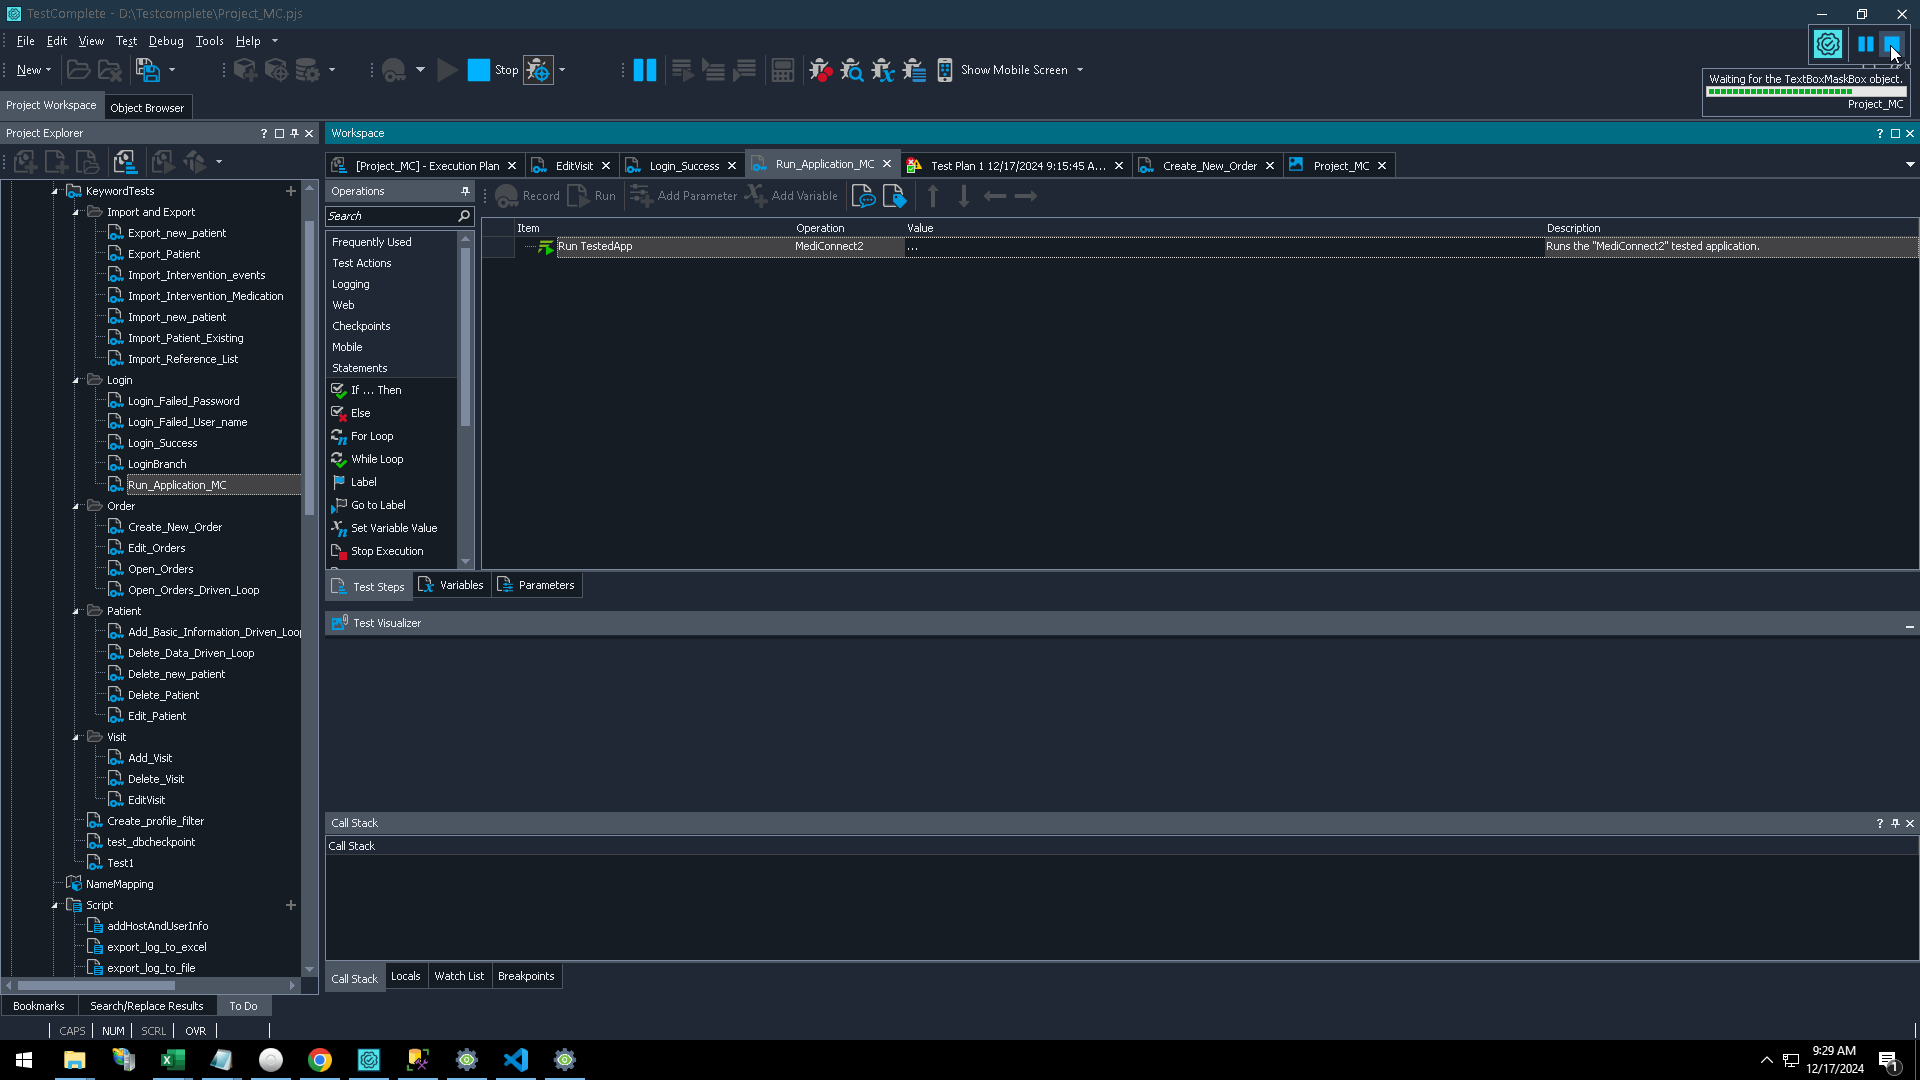 TestComplete - D:\Testcomplete\Project_MC.pjs
File Edit View Test Debug Tools Help
New Stop Show Mobile Screen
Waiting for the TextBoxMaskBox object.
Project_MC
Project Workspace Object Browser
Project Explorer
Workspace
[Project_MC] - Execution Plan EditVisit Login_Success Run_Application_MC Test Plan 1 12/17/2024 9:15:45 A... Create_New_Order Project_MC
KeywordTests
Import and Export
Export_new_patient
Export_Patient
Import_Intervention_events
Import_Intervention_Medication
Import_new_patient
Import_Patient_Existing
Import_Reference_List
Login
Login_Failed_Password
Login_Failed_User_name
Login_Success
LoginBranch
Run_Application_MC
Order
Create_New_Order
Edit_Orders
Open_Orders
Open_Orders_Driven_Loop
Patient
Add_Basic_Information_Driven_Loop
Delete_Data_Driven_Loop
Delete_new_patient
Delete_Patient
Edit_Patient
Visit
Add_Visit
Delete_Visit
EditVisit
Create_profile_filter
test_dbcheckpoint
Test1
NameMapping
Script
addHostAndUserInfo
export_log_to_excel
export_log_to_file
Operations
Search
Frequently Used
Test Actions
Logging
Web
Checkpoints
Mobile
Statements
If ... Then
Else
For Loop
While Loop
Label
Go to Label
Set Variable Value
Stop Execution
Record Run Add Parameter Add Variable
Item Operation Value Description
Run TestedApp MediConnect2 ... Runs the "MediConnect2" tested application.
Test Steps Variables Parameters
Test Visualizer
Call Stack
Call Stack
Call Stack Locals Watch List Breakpoints
Bookmarks Search/Replace Results To Do
CAPS NUM SCRL OVR
9:29 AM
12/17/2024
1